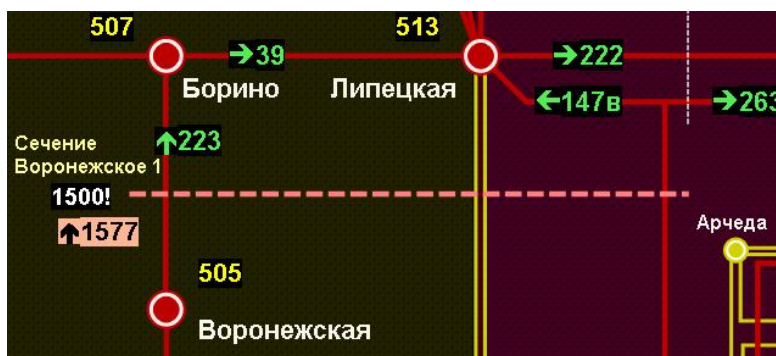 507
513
→39
→222
Борино
Липецкая
←147в
→263
Сечение
Воронежское 1
↑223
1500!
↑1577
Арчеда
505
Воронежская